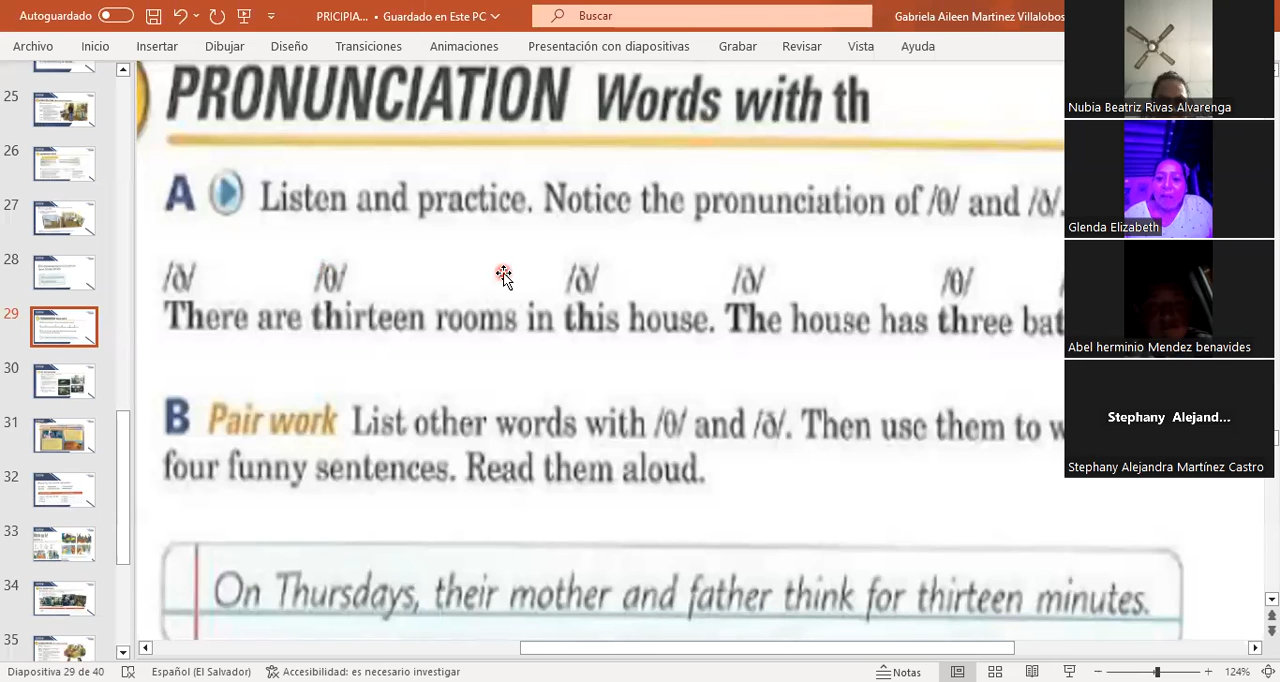 Autoguardado
PRICIPIA... • Guardado en Este PC
Buscar
Gabriela Aileen Martinez Villalobos
Archivo Inicio Insertar Dibujar Diseño Transiciones Animaciones Presentación con diapositivas Grabar Revisar Vista Ayuda
25
26
27
28
29
30
31
32
33
34
35
PRONUNCIATION Words with th
A Listen and practice. Notice the pronunciation of /θ/ and /ð/.
/ð/ /θ/ /ð/ /ð/ /θ/
There are thirteen rooms in this house. The house has three bat
B Pair work List other words with /θ/ and /ð/. Then use them to w
four funny sentences. Read them aloud.
On Thursdays, their mother and father think for thirteen minutes.
Nubia Beatriz Rivas Alvarenga
Glenda Elizabeth
Abel herminio Mendez benavides
Stephany Alejand...
Stephany Alejandra Martínez Castro
Diapositiva 29 de 40 Español (El Salvador) Accesibilidad: es necesario investigar Notas 124%